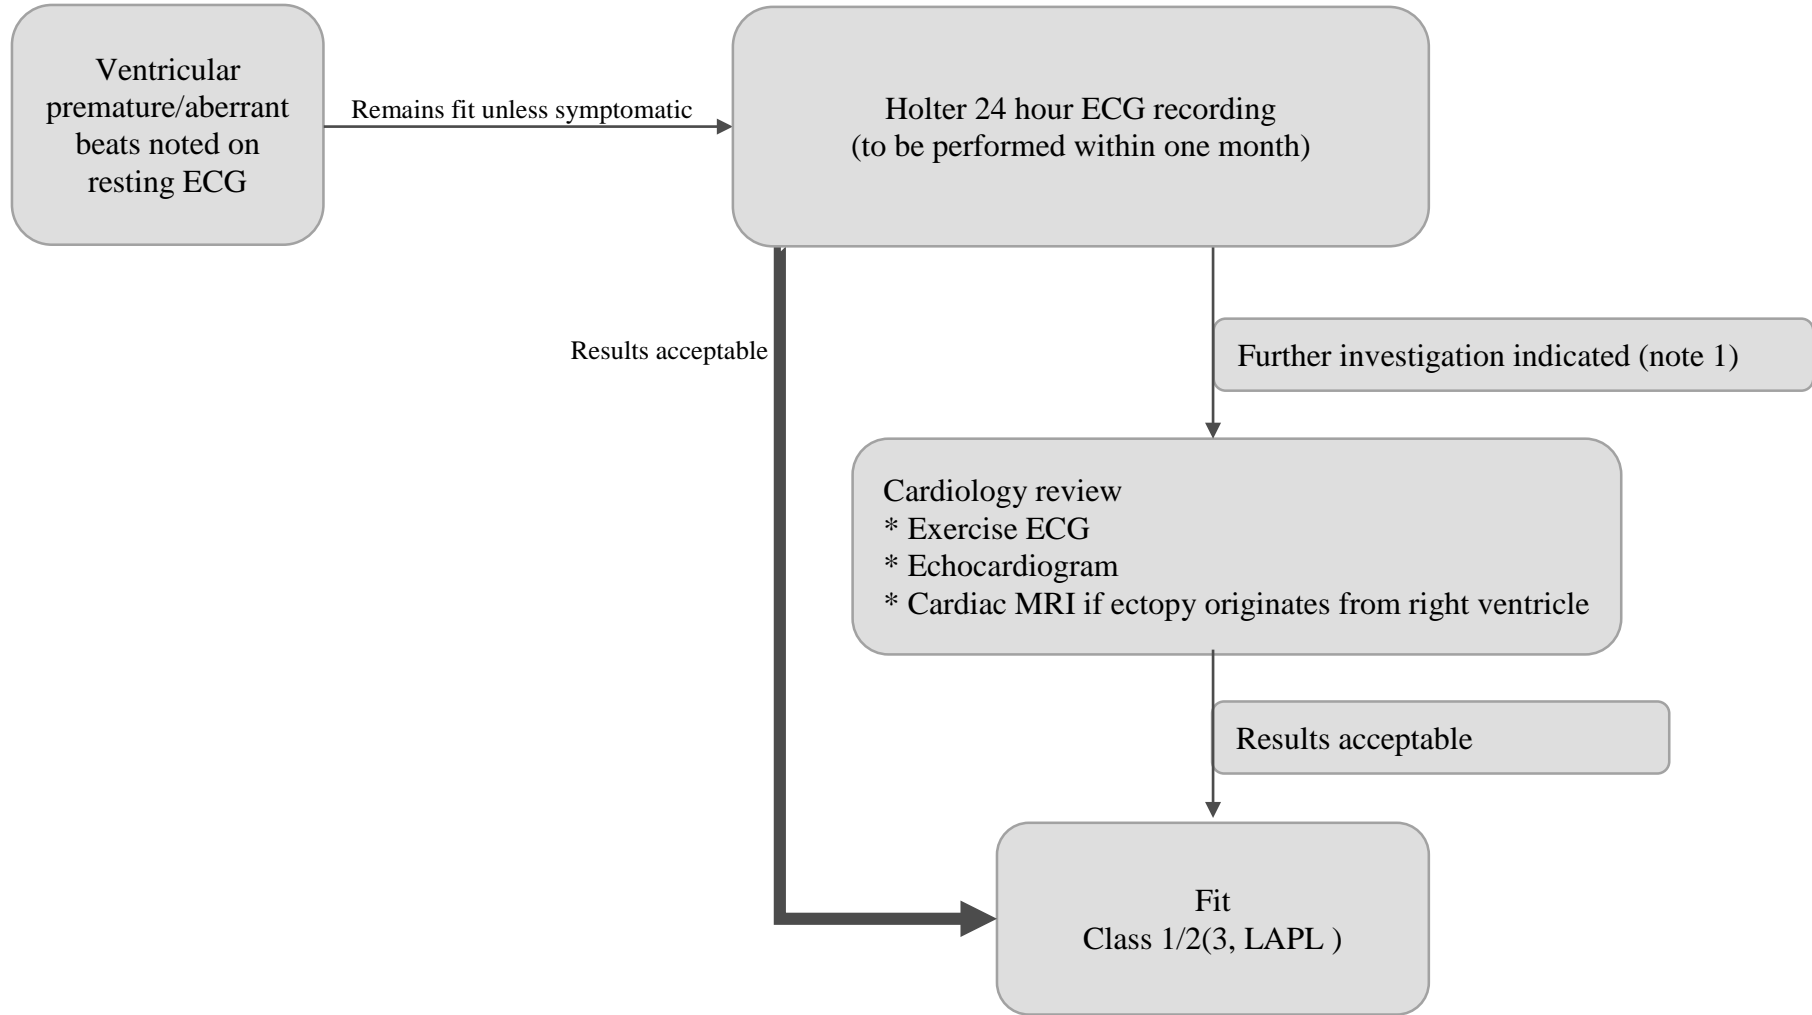 Ventricular
premature/aberrant
beats noted on
resting ECG
Remains fit unless symptomatic
Holter 24 hour ECG recording
(to be performed within one month)
Results acceptable
Further investigation indicated (note 1)
Cardiology review
* Exercise ECG
* Echocardiogram
* Cardiac MRI if ectopy originates from right ventricle
Results acceptable
Fit
Class 1/2(3, LAPL )